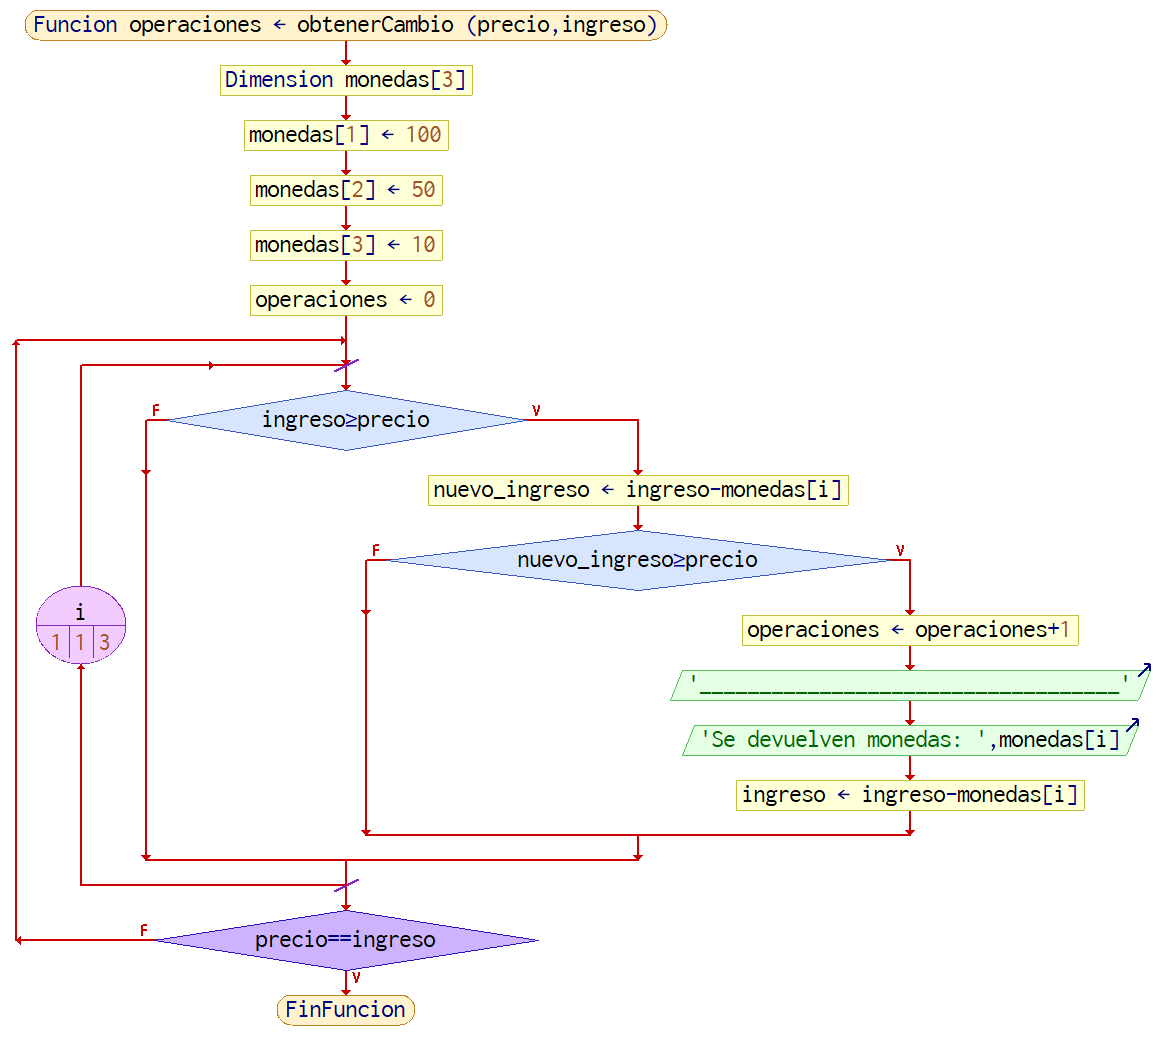 Funcion operaciones ← obtenerCambio (precio,ingreso)
Dimension monedas[3]
monedas[1] ← 100
monedas[2] ← 50
monedas[3] ← 10
operaciones ← 0
F
ingreso≥precio
V
nuevo_ingreso ← ingreso-monedas[i]
F
nuevo_ingreso≥precio
V
i
1 1 3
operaciones ← operaciones+1
'___________________________________'
'Se devuelven monedas: ',monedas[i]
ingreso ← ingreso-monedas[i]
F
precio==ingreso
V
FinFuncion